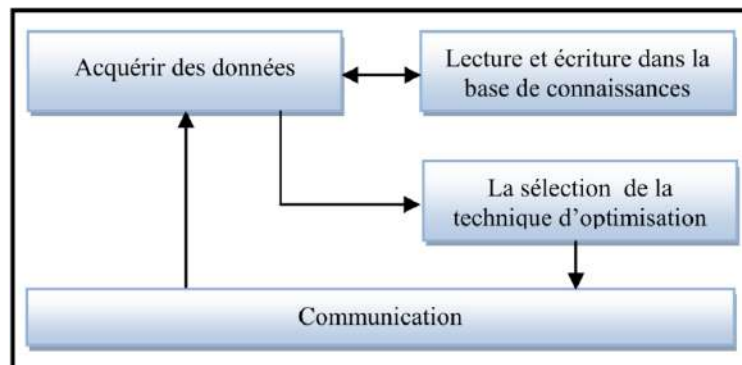 Acquérir des données
Lecture et écriture dans la
base de connaissances
La sélection de la
technique d'optimisation
Communication